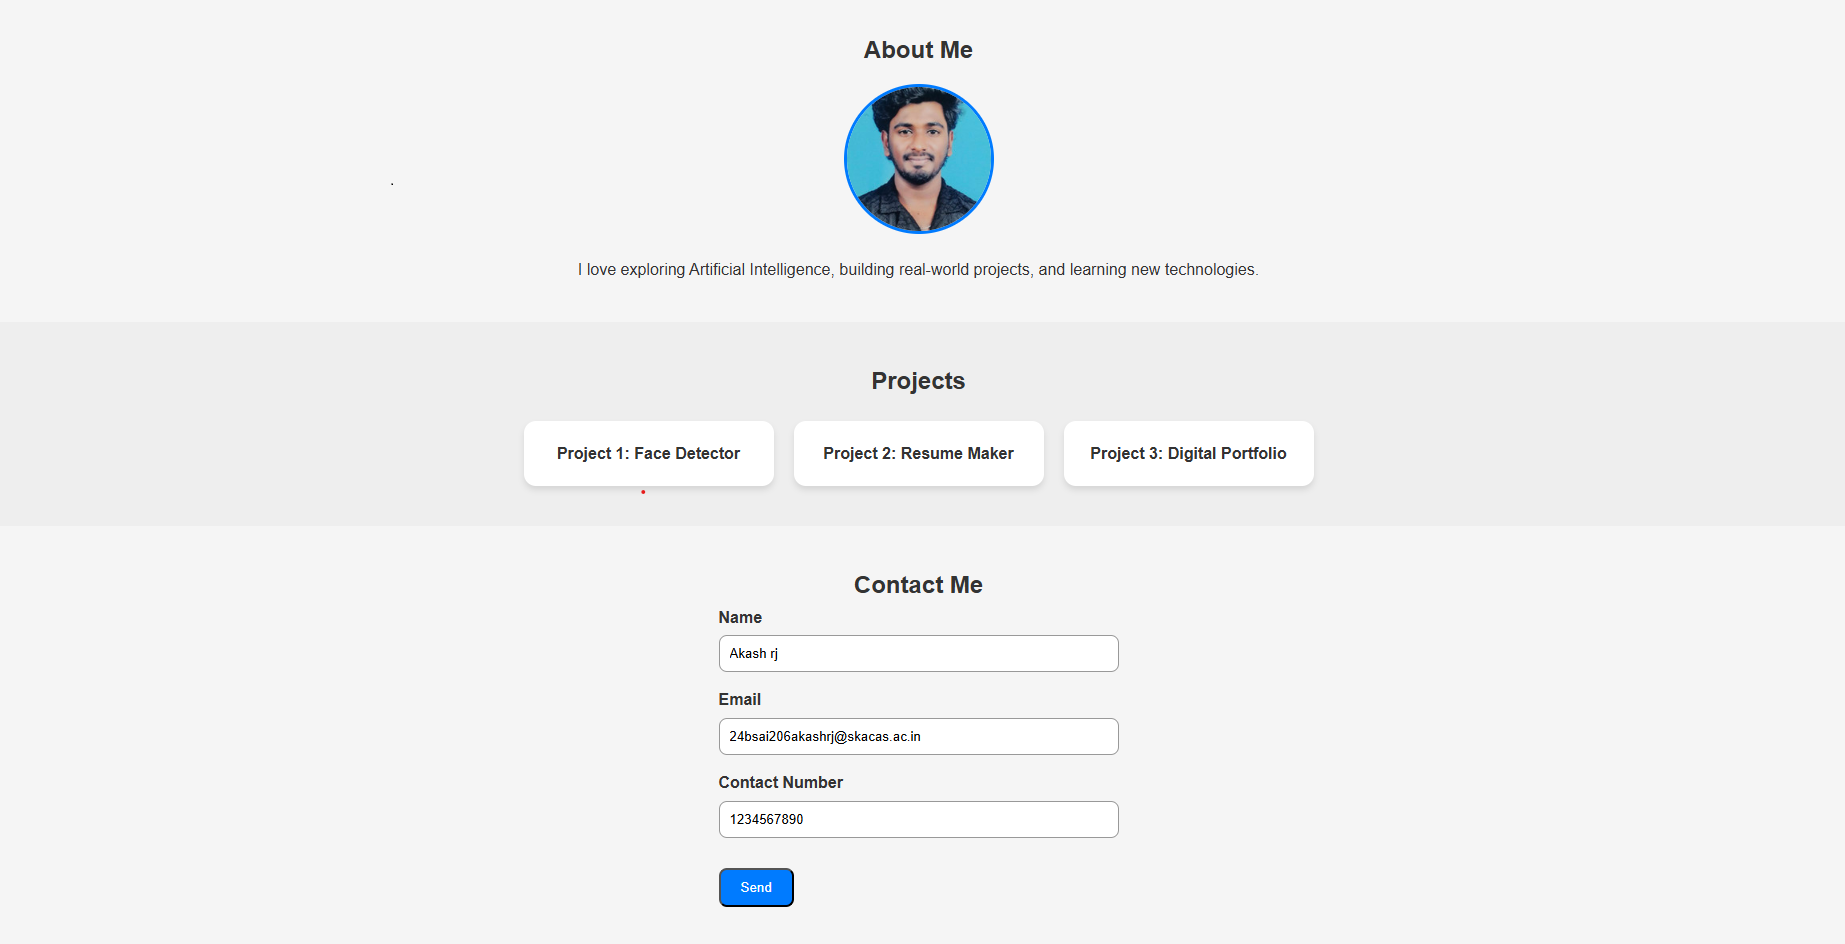 About Me
I love exploring Artificial Intelligence, building real-world projects, and learning new technologies.
Projects
Project 1: Face Detector
Project 2: Resume Maker
Project 3: Digital Portfolio
Contact Me
Name
Akash rj
Email
24bsai206akashrj@skacas.ac.in
Contact Number
1234567890
Send